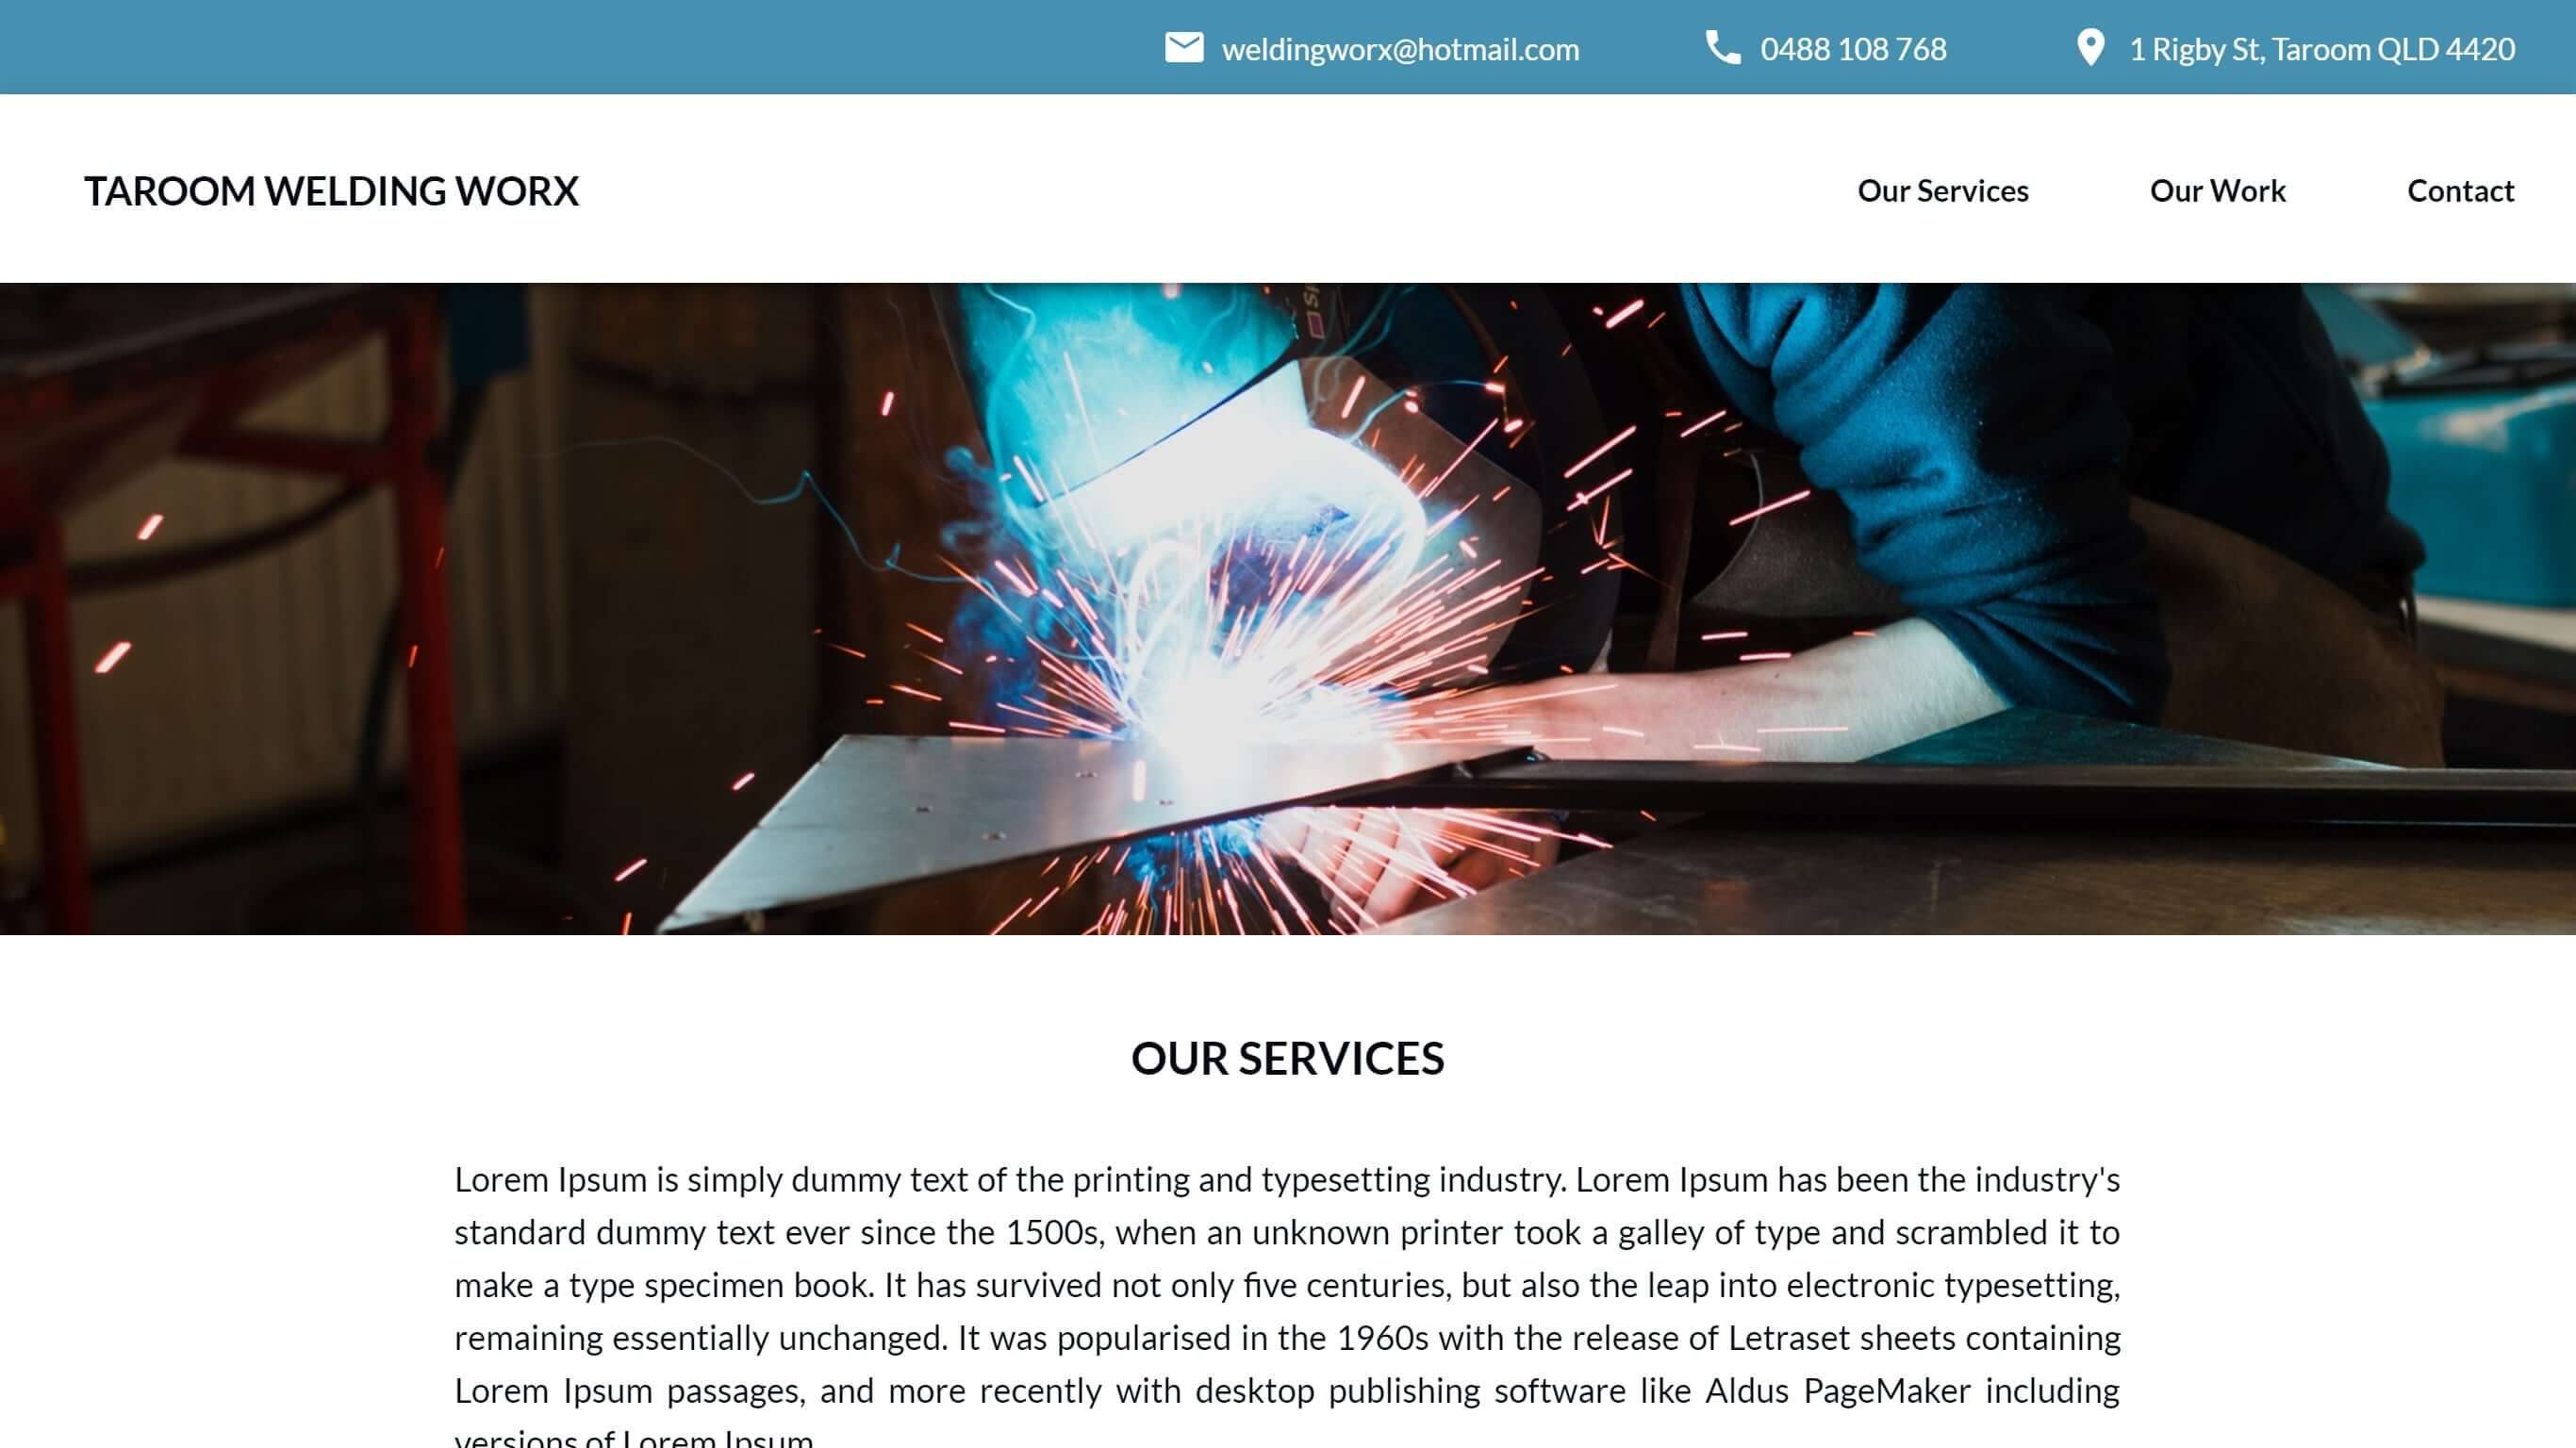 weldingworx@hotmail.com
0488 108 768
1 Rigby St, Taroom QLD 4420
TAROOM WELDING WORX
Our Services
Our Work
Contact
OUR SERVICES
Lorem Ipsum is simply dummy text of the printing and typesetting industry. Lorem Ipsum has been the industry's
standard dummy text ever since the 1500s, when an unknown printer took a galley of type and scrambled it to
make a type specimen book. It has survived not only five centuries, but also the leap into electronic typesetting,
remaining essentially unchanged. It was popularised in the 1960s with the release of Letraset sheets containing
Lorem Ipsum passages, and more recently with desktop publishing software like Aldus PageMaker including
versions of Lorem Ipsum.